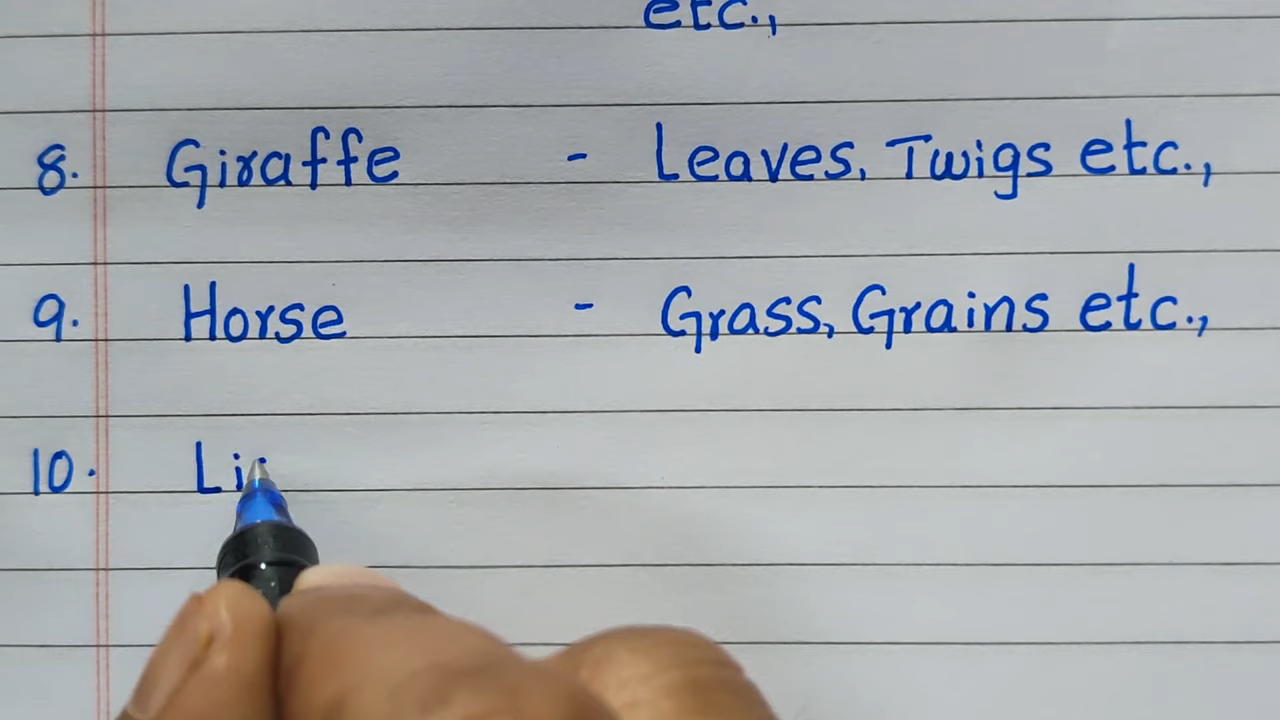 etc.,
8. Giraffe - Leaves, Twigs etc.,
9. Horse - Grass, Grains etc.,
10. Li